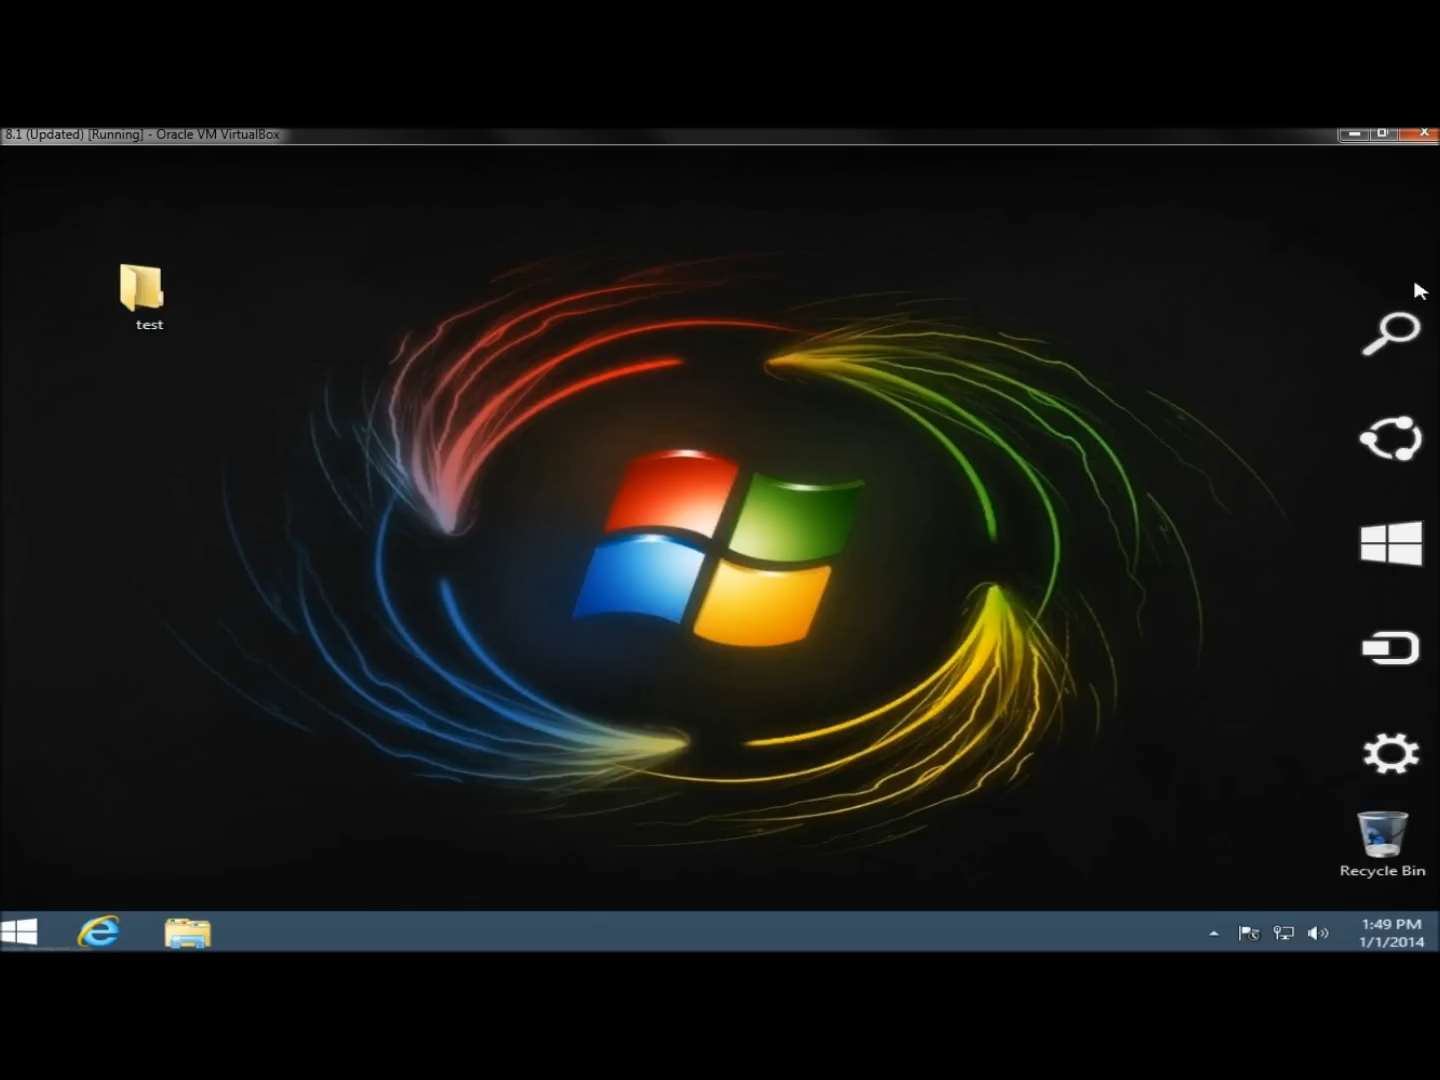 8.1 (Updated) [Running] - Oracle VM VirtualBox
test
Recycle Bin
1:49 PM
1/1/2014